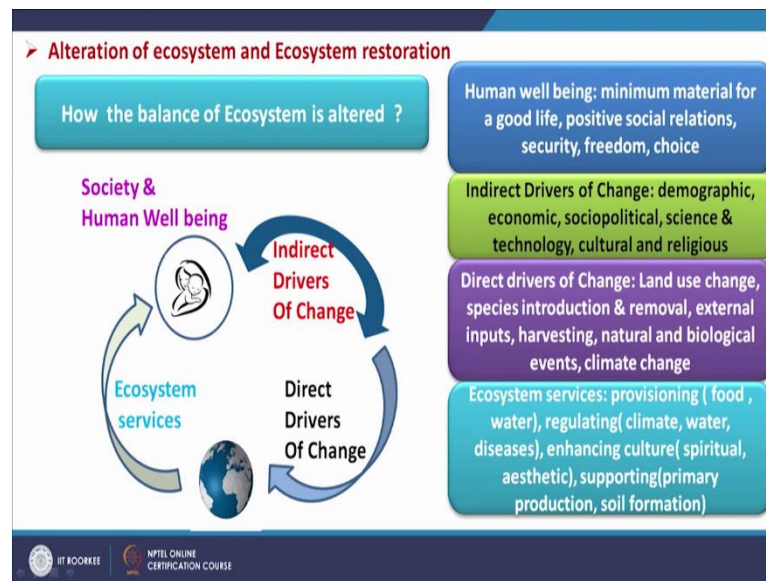 Alteration of ecosystem and Ecosystem restoration
How the balance of Ecosystem is altered ?
Society &
Human Well being
Indirect
Drivers
Of Change
Ecosystem
services
Direct
Drivers
Of Change
Human well being: minimum material for
a good life, positive social relations,
security, freedom, choice
Indirect Drivers of Change: demographic,
economic, sociopolitical, science &
technology, cultural and religious
Direct drivers of Change: Land use change,
species introduction & removal, external
inputs, harvesting, natural and biological
events, climate change
Ecosystem services: provisioning ( food ,
water), regulating( climate, water,
diseases), enhancing culture( spiritual,
aesthetic), supporting(primary
production, soil formation)
IIT ROORKEE
NPTEL ONLINE
CERTIFICATION COURSE